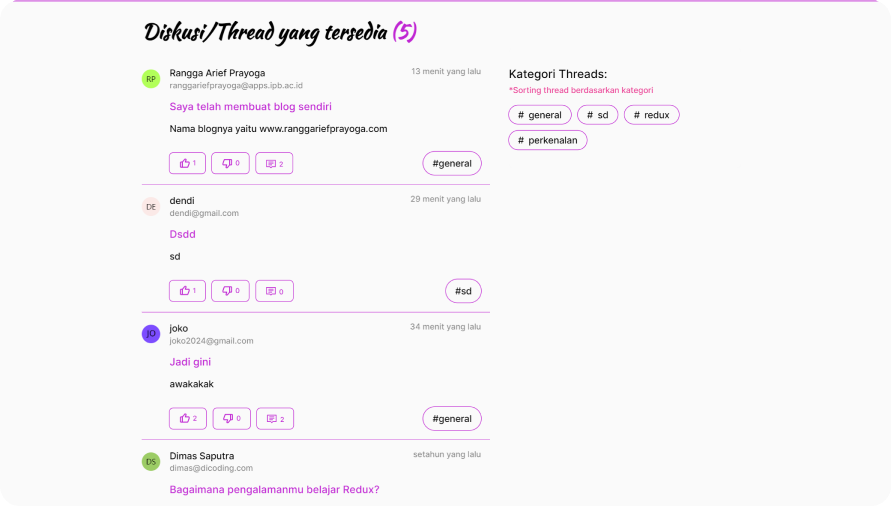 Diskusi/Thread yang tersedia (5)
RP
Rangga Arief Prayoga
13 menit yang lalu
ranggariefprayoga@apps.ipb.ac.id
Saya telah membuat blog sendiri
Nama blognya yaitu www.ranggariefprayoga.com
1
0
2
#general
DE
dendi
29 menit yang lalu
dendi@gmail.com
Dsdd
sd
1
0
0
#sd
JO
joko
34 menit yang lalu
joko2024@gmail.com
Jadi gini
awakakak
2
0
2
#general
DS
Dimas Saputra
setahun yang lalu
dimas@dicoding.com
Bagaimana pengalamanmu belajar Redux?
Kategori Threads:
*Sorting thread berdasarkan kategori
# general
# sd
# redux
# perkenalan